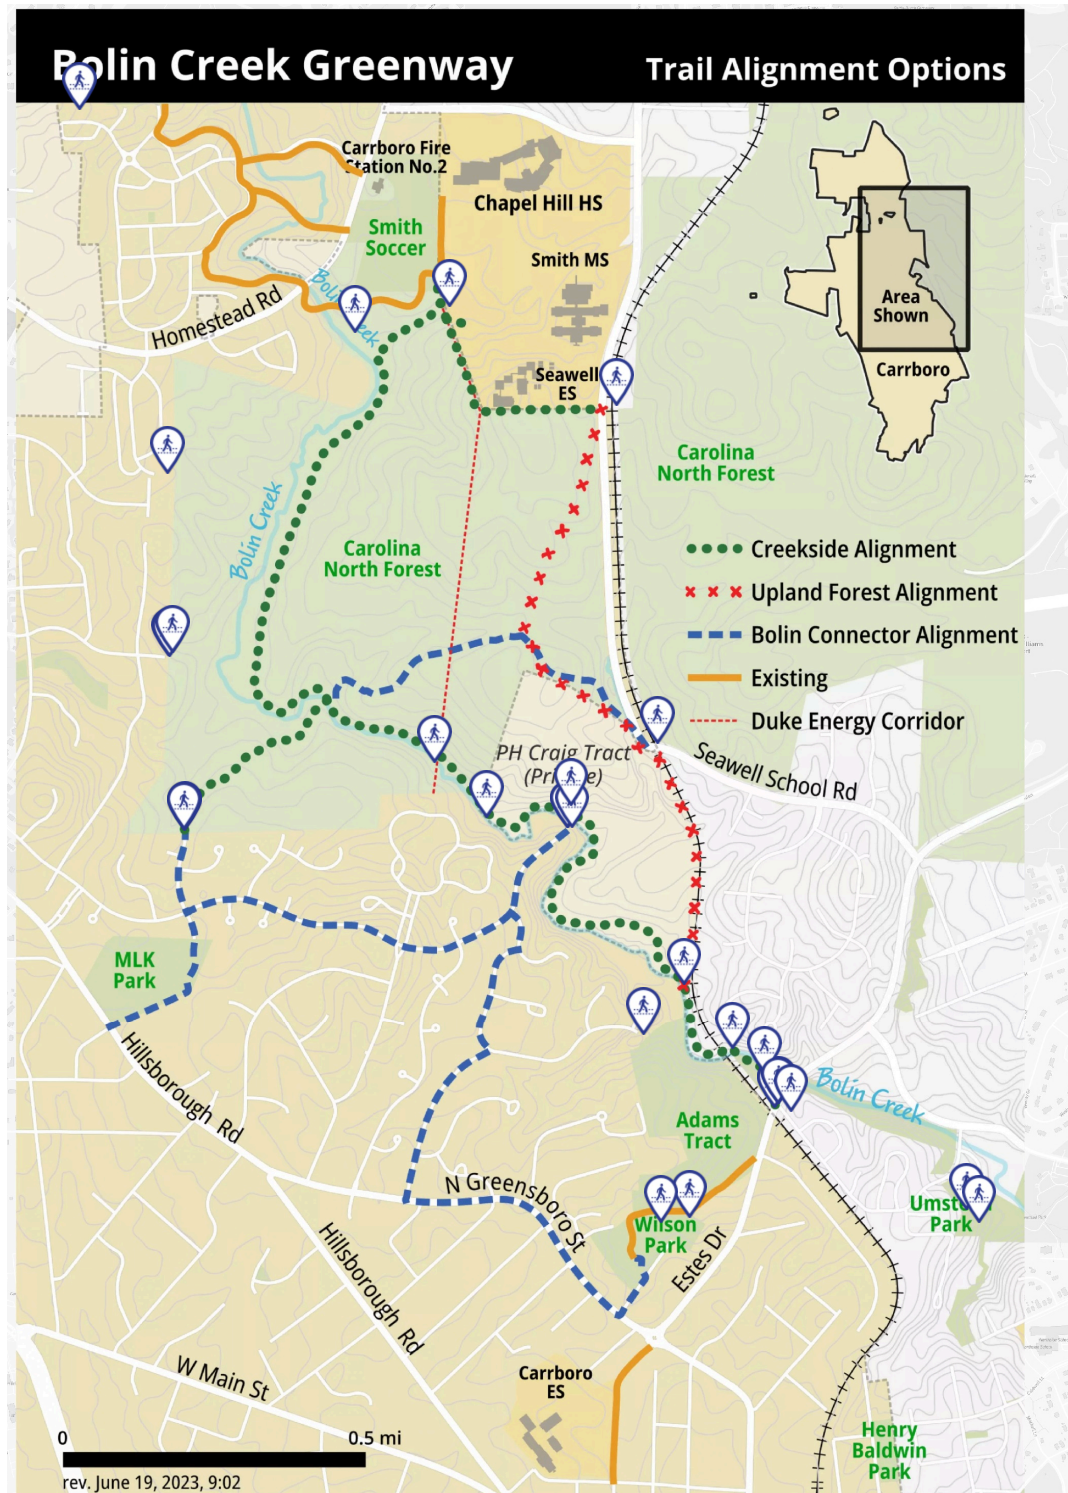 Bolin Creek Greenway
Trail Alignment Options
Carrboro Fire
Station No.2
Chapel Hill HS
Smith
Soccer
Smith MS
Area
Shown
Carrboro
Bolin Creek
Homestead Rd
Seawell
ES
Carolina
North Forest
Bolin Creek
Carolina
North Forest
Creekside Alignment
Upland Forest Alignment
Bolin Connector Alignment
Existing
Duke Energy Corridor
PH Craig Tract
(Private)
Seawell School Rd
MLK
Park
Hillsborough Rd
Bolin Creek
Adams
Tract
N Greensboro St
Umstead
Park
Wilson
Park
Estes Dr
Hillsborough Rd
W Main St
Carrboro
ES
Henry
Baldwin
Park
0
0.5 mi
rev. June 19, 2023, 9:02